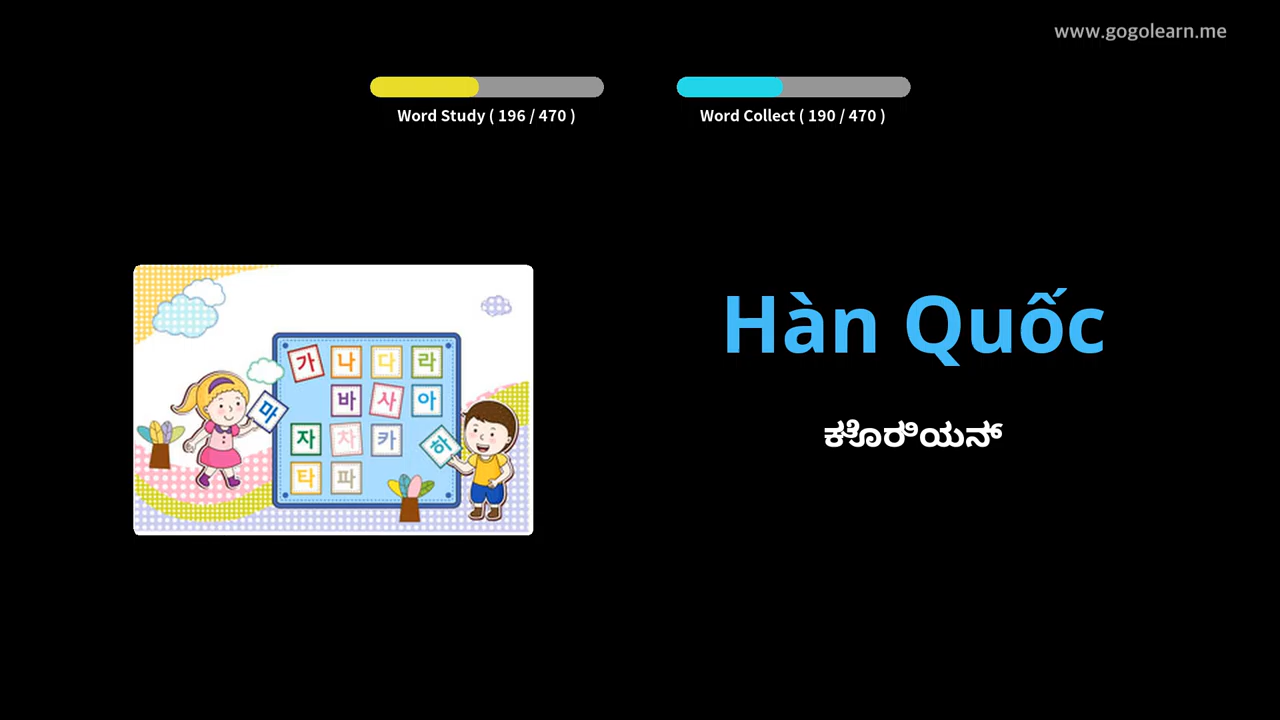 www.gogolearn.me
Word Study ( 196 / 470 )
Word Collect ( 190 / 470 )
Hàn Quốc
ಕೊರಿಯನ್
가 나 다 라
마 바 사 아
자 차 카 하
타 파